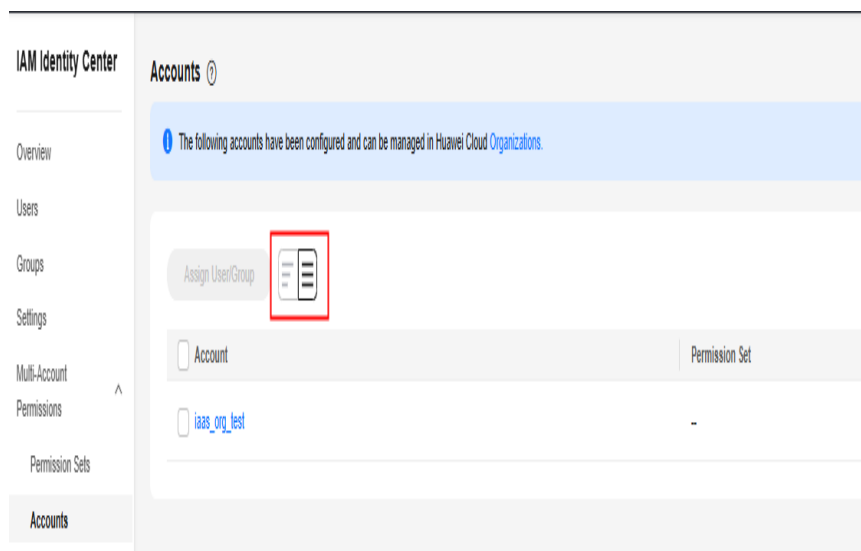 IAM Identity Center
Overview
Users
Groups
Settings
Multi-Account
Permissions
Permission Sets
Accounts
Accounts ?
The following accounts have been configured and can be managed in Huawei Cloud Organizations.
Assign User/Group
Account Permission Set
iaas_org_test --